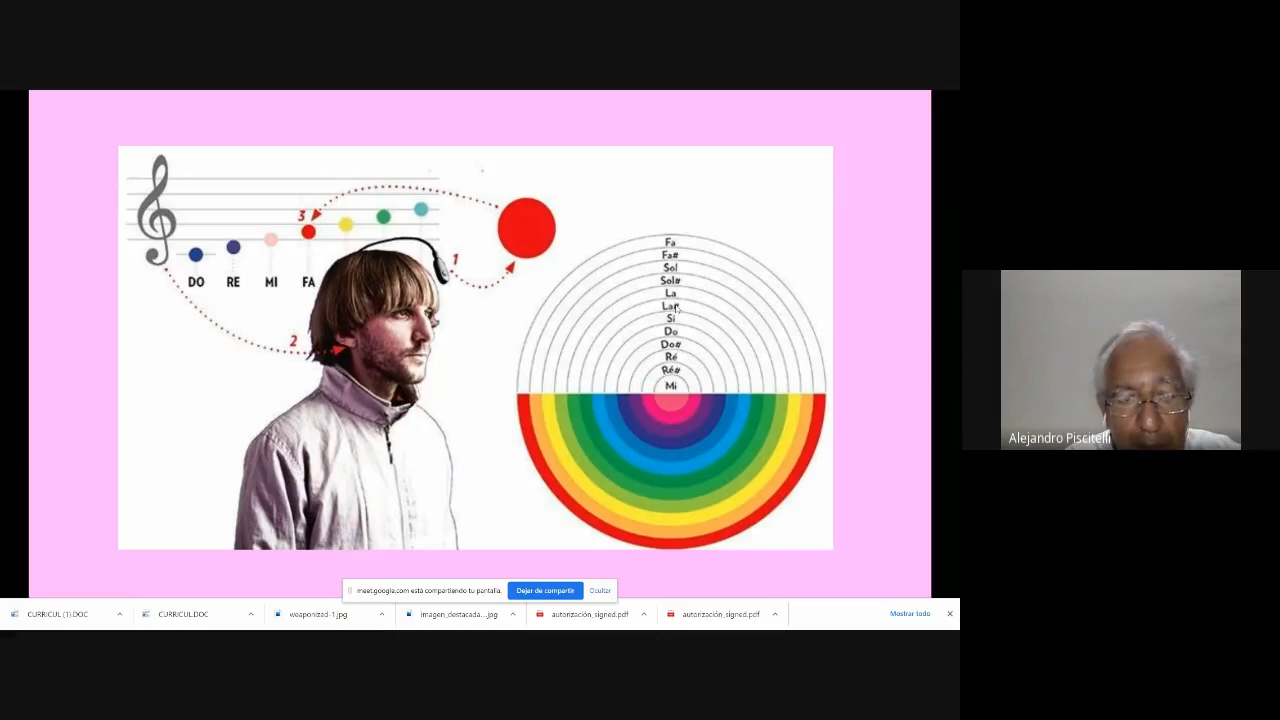 3
1
DO RE MI FA
2
Fa
Fa#
Sol
Sol#
La
La#
Si
Do
Do#
Ré
Ré#
Mi
Alejandro Piscitelli
meet.google.com está compartiendo tu pantalla.
Dejar de compartir
Ocultar
CURRICUL (1).DOC
CURRICUL.DOC
weaponized-1.jpg
imagen_destacada....jpg
autorización_signed.pdf
autorización_signed.pdf
Mostrar todo